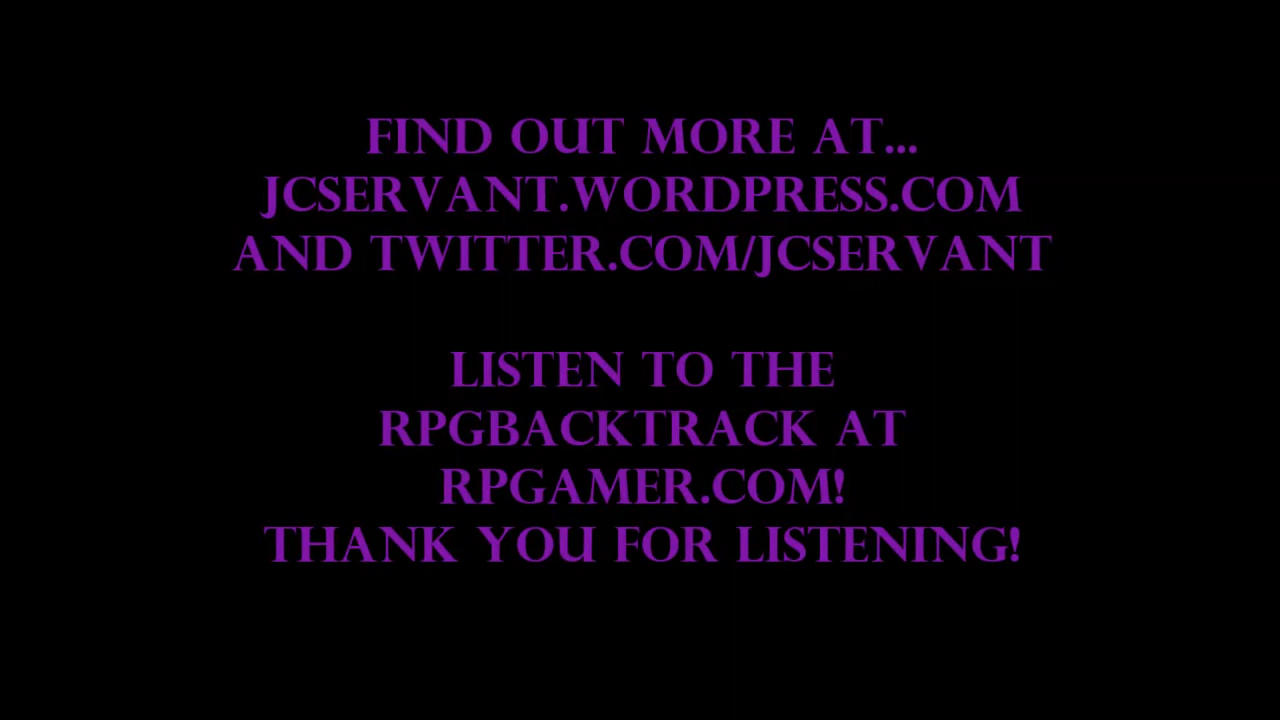 FIND OUT MORE AT...
JCSERVANT.WORDPRESS.COM
AND TWITTER.COM/JCSERVANT
LISTEN TO THE
RPGBACKTRACK AT
RPGAMER.COM!
THANK YOU FOR LISTENING!